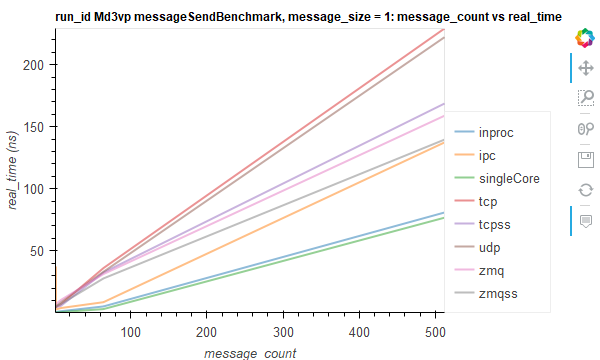 run_id Md3vp messageSendBenchmark, message_size = 1: message_count vs real_time
real_time (ns)
200
150
100
50
100
200
300
400
500
message_count
inproc
ipc
singleCore
tcp
tcpss
udp
zmq
zmqss